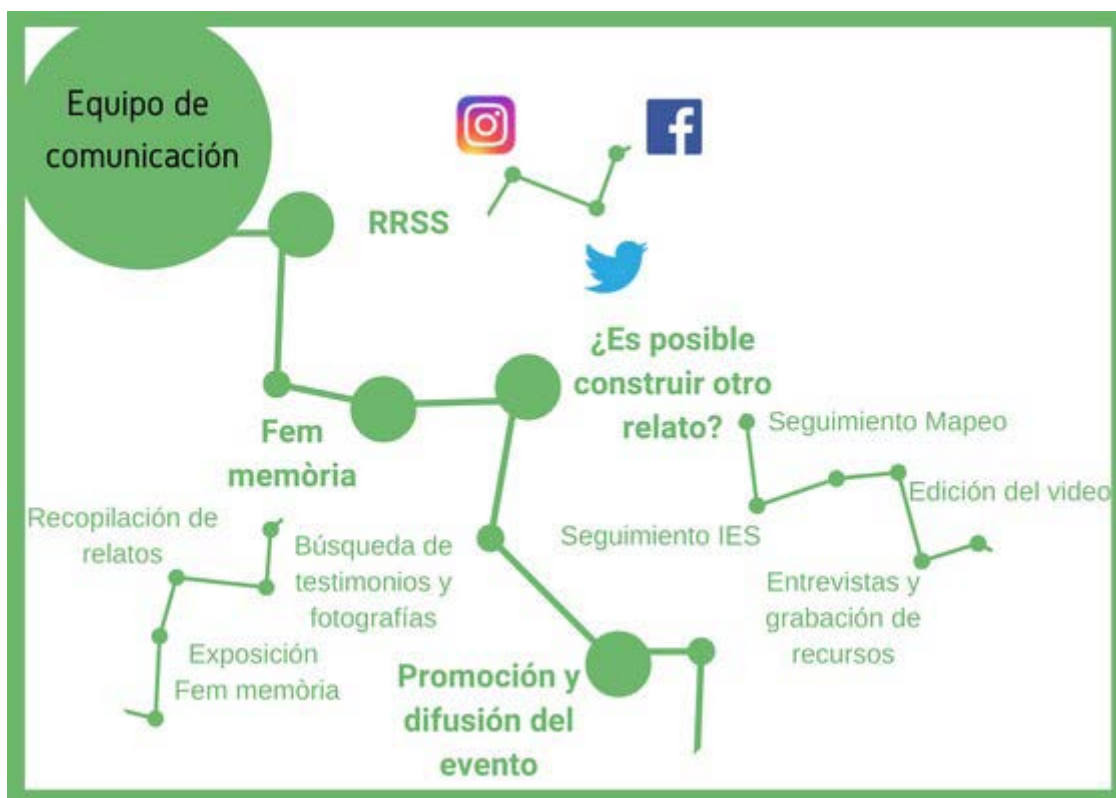 Equipo de
comunicación
RRSS
¿Es posible
construir otro
relato?
Seguimiento Mapeo
Edición del video
Seguimiento IES
Entrevistas y
grabación de
recursos
Fem
memòria
Recopilación de
relatos
Búsqueda de
testimonios y
fotografías
Exposición
Fem memòria
Promoción y
difusión del
evento